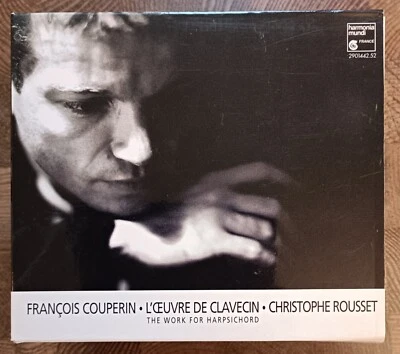 harmonia
mundi
FRANCE
2901442.52
FRANÇOIS COUPERIN • L'ŒUVRE DE CLAVECIN • CHRISTOPHE ROUSSET
THE WORK FOR HARPSICHORD